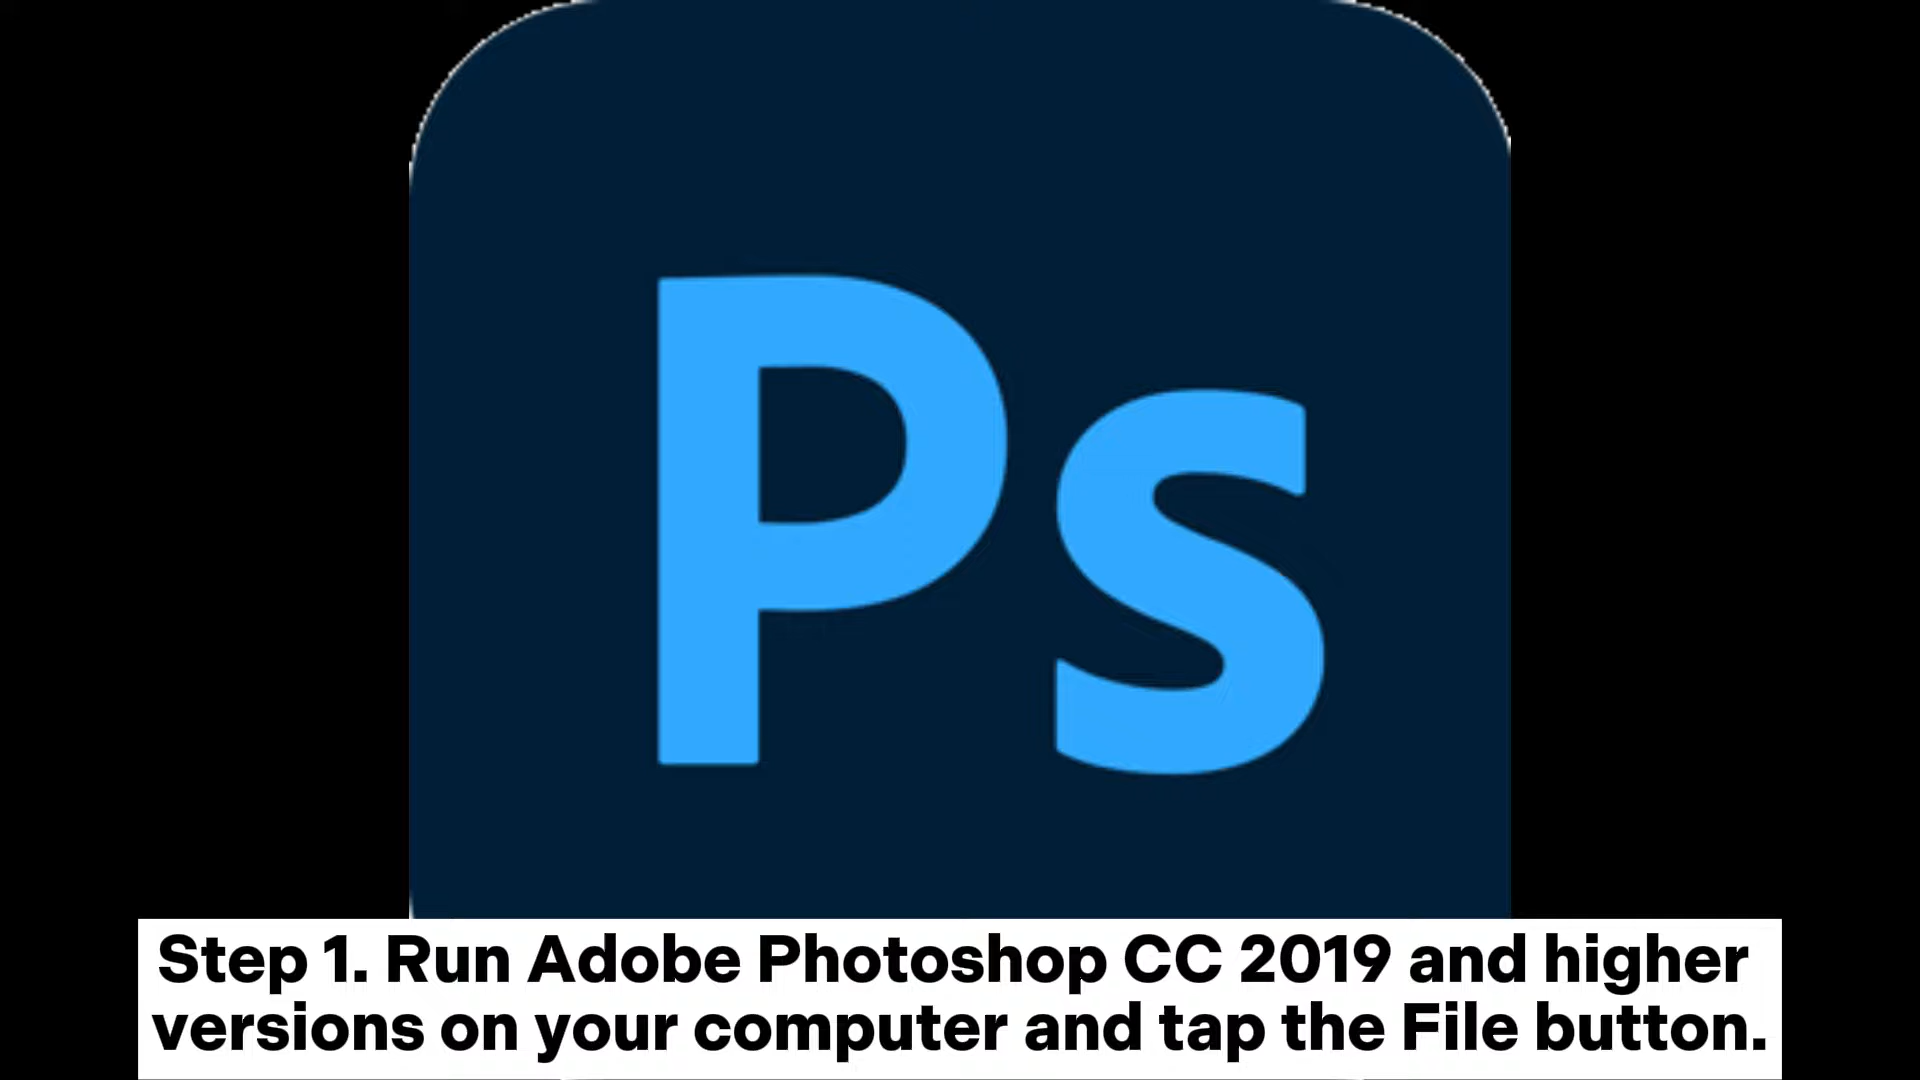 Ps
Step 1. Run Adobe Photoshop CC 2019 and higher
versions on your computer and tap the File button.